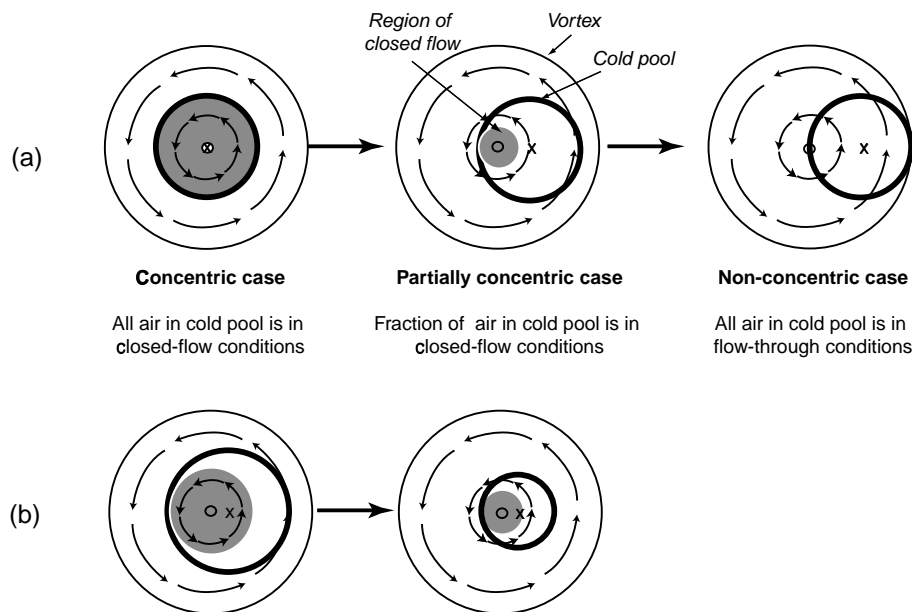 Region of
closed flow
Vortex
Cold pool
(a)
x
x
x
Concentric case
Partially concentric case
Non-concentric case
All air in cold pool is in
closed-flow conditions
Fraction of air in cold pool is in
closed-flow conditions
All air in cold pool is in
flow-through conditions
(b)
x
x